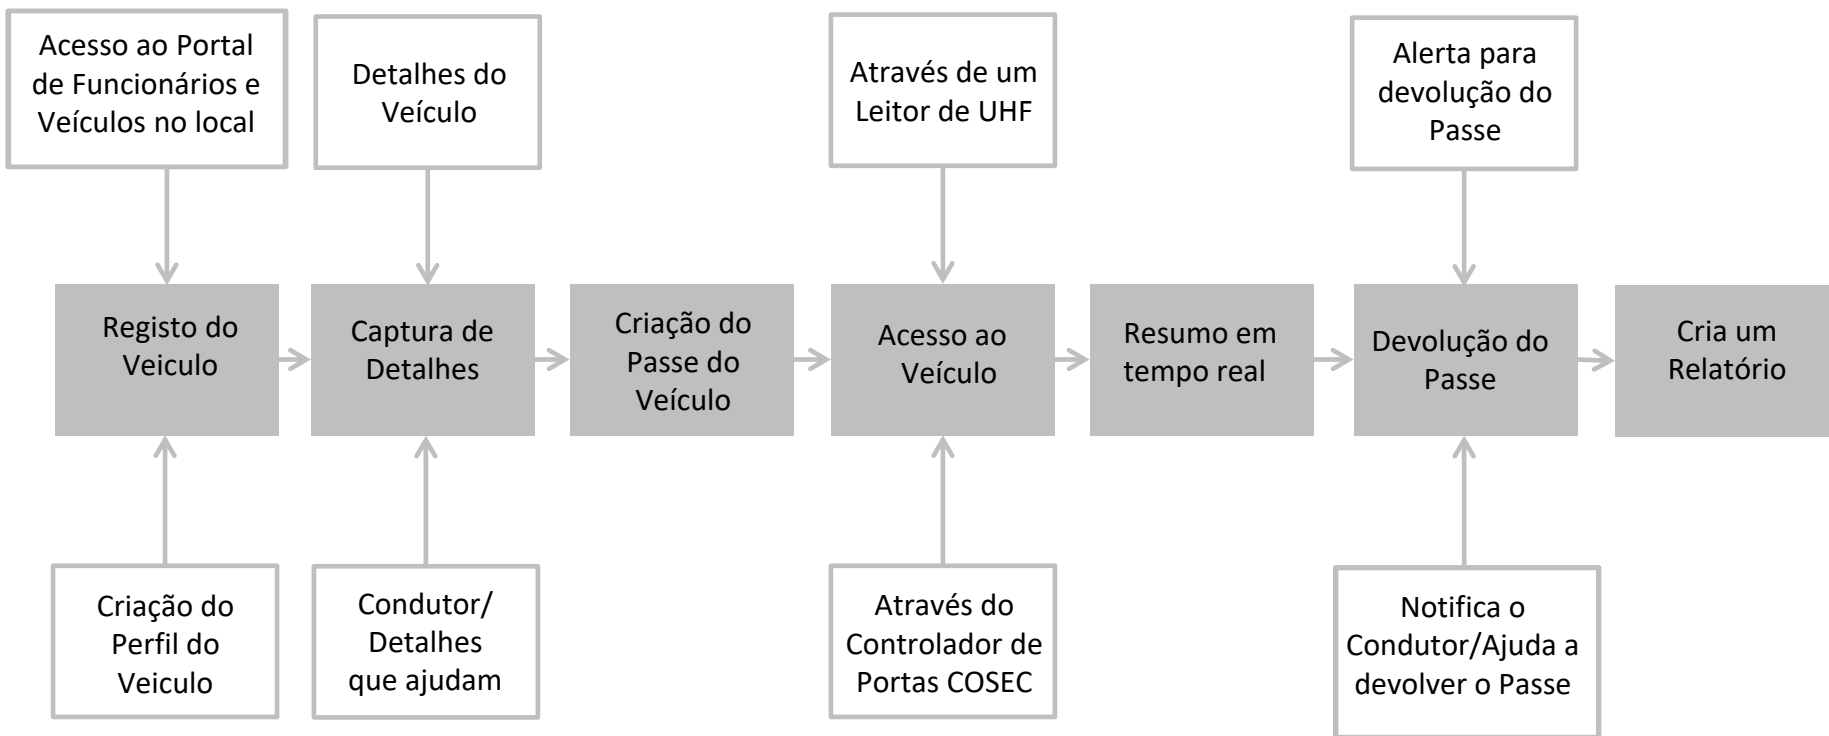 Acesso ao Portal
de Funcionários e
Veículos no local
Detalhes do
Veículo
Através de um
Leitor de UHF
Alerta para
devolução do
Passe
Registo do
Veiculo
Captura de
Detalhes
Criação do
Passe do
Veículo
Acesso ao
Veículo
Resumo em
tempo real
Devolução do
Passe
Cria um
Relatório
Criação do
Perfil do
Veiculo
Condutor/
Detalhes
que ajudam
Através do
Controlador de
Portas COSEC
Notifica o
Condutor/Ajuda a
devolver o Passe